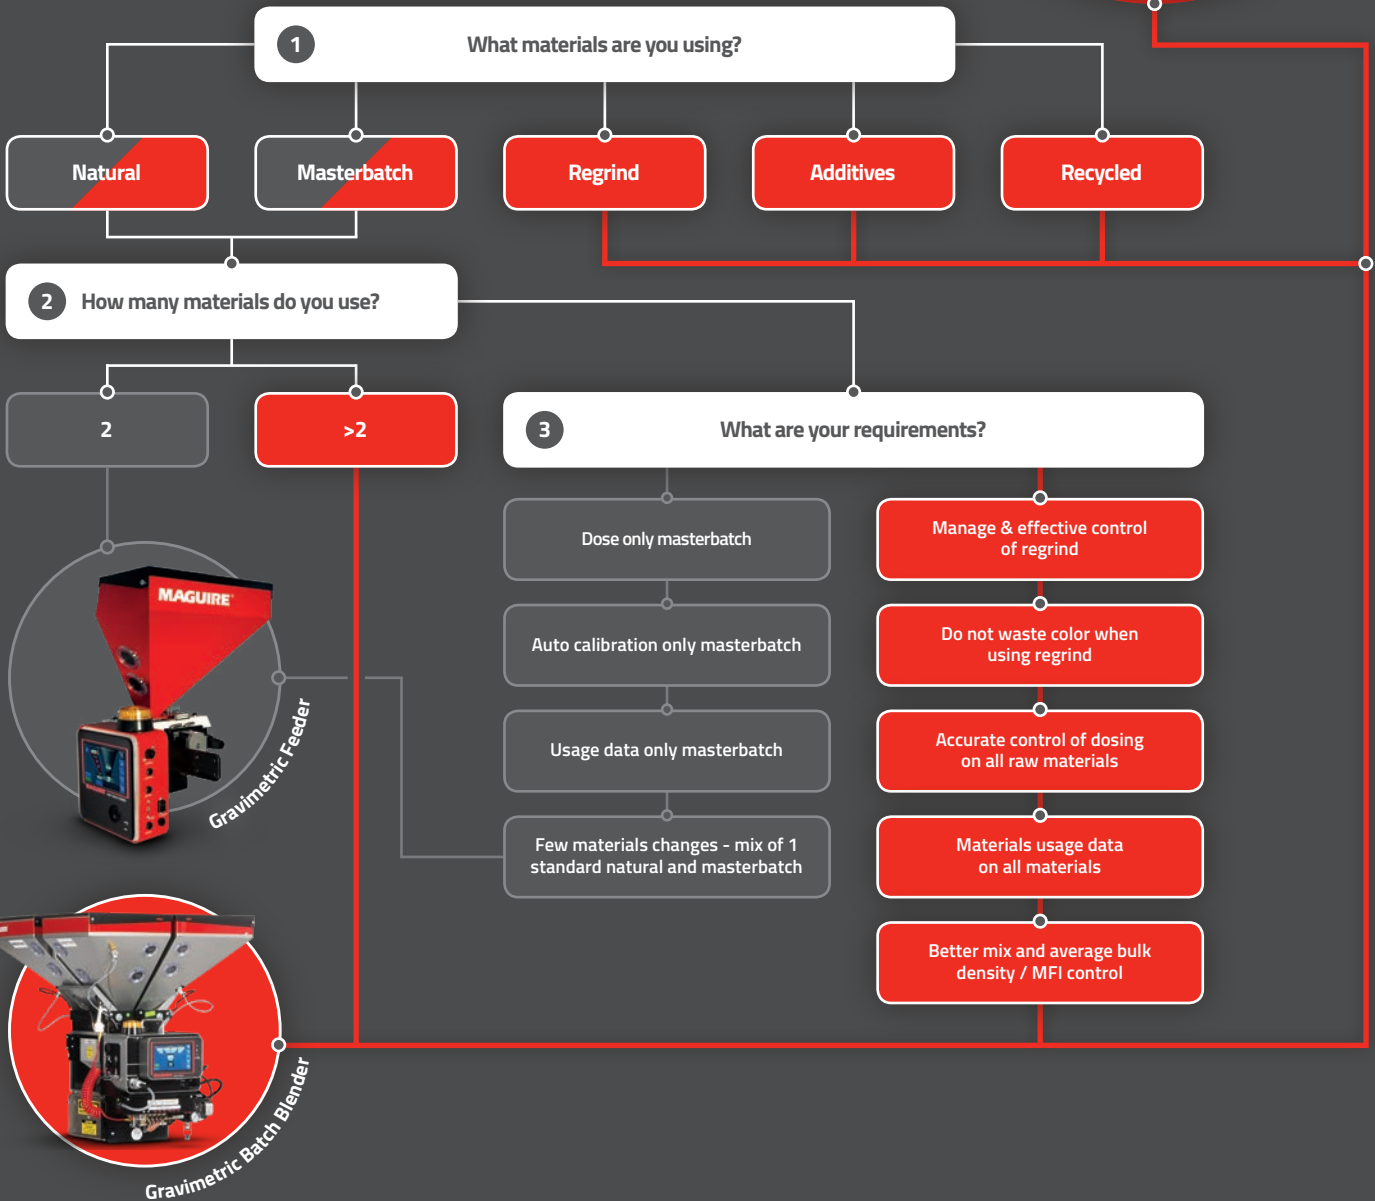 1
What materials are you using?
Natural
Masterbatch
Regrind
Additives
Recycled
2
How many materials do you use?
2
>2
3
What are your requirements?
Dose only masterbatch
Auto calibration only masterbatch
Usage data only masterbatch
Few materials changes - mix of 1
standard natural and masterbatch
Manage & effective control
of regrind
Do not waste color when
using regrind
Accurate control of dosing
on all raw materials
Materials usage data
on all materials
Better mix and average bulk
density / MFI control
MAGUIRE
Gravimetric Feeder
Gravimetric Batch Blender